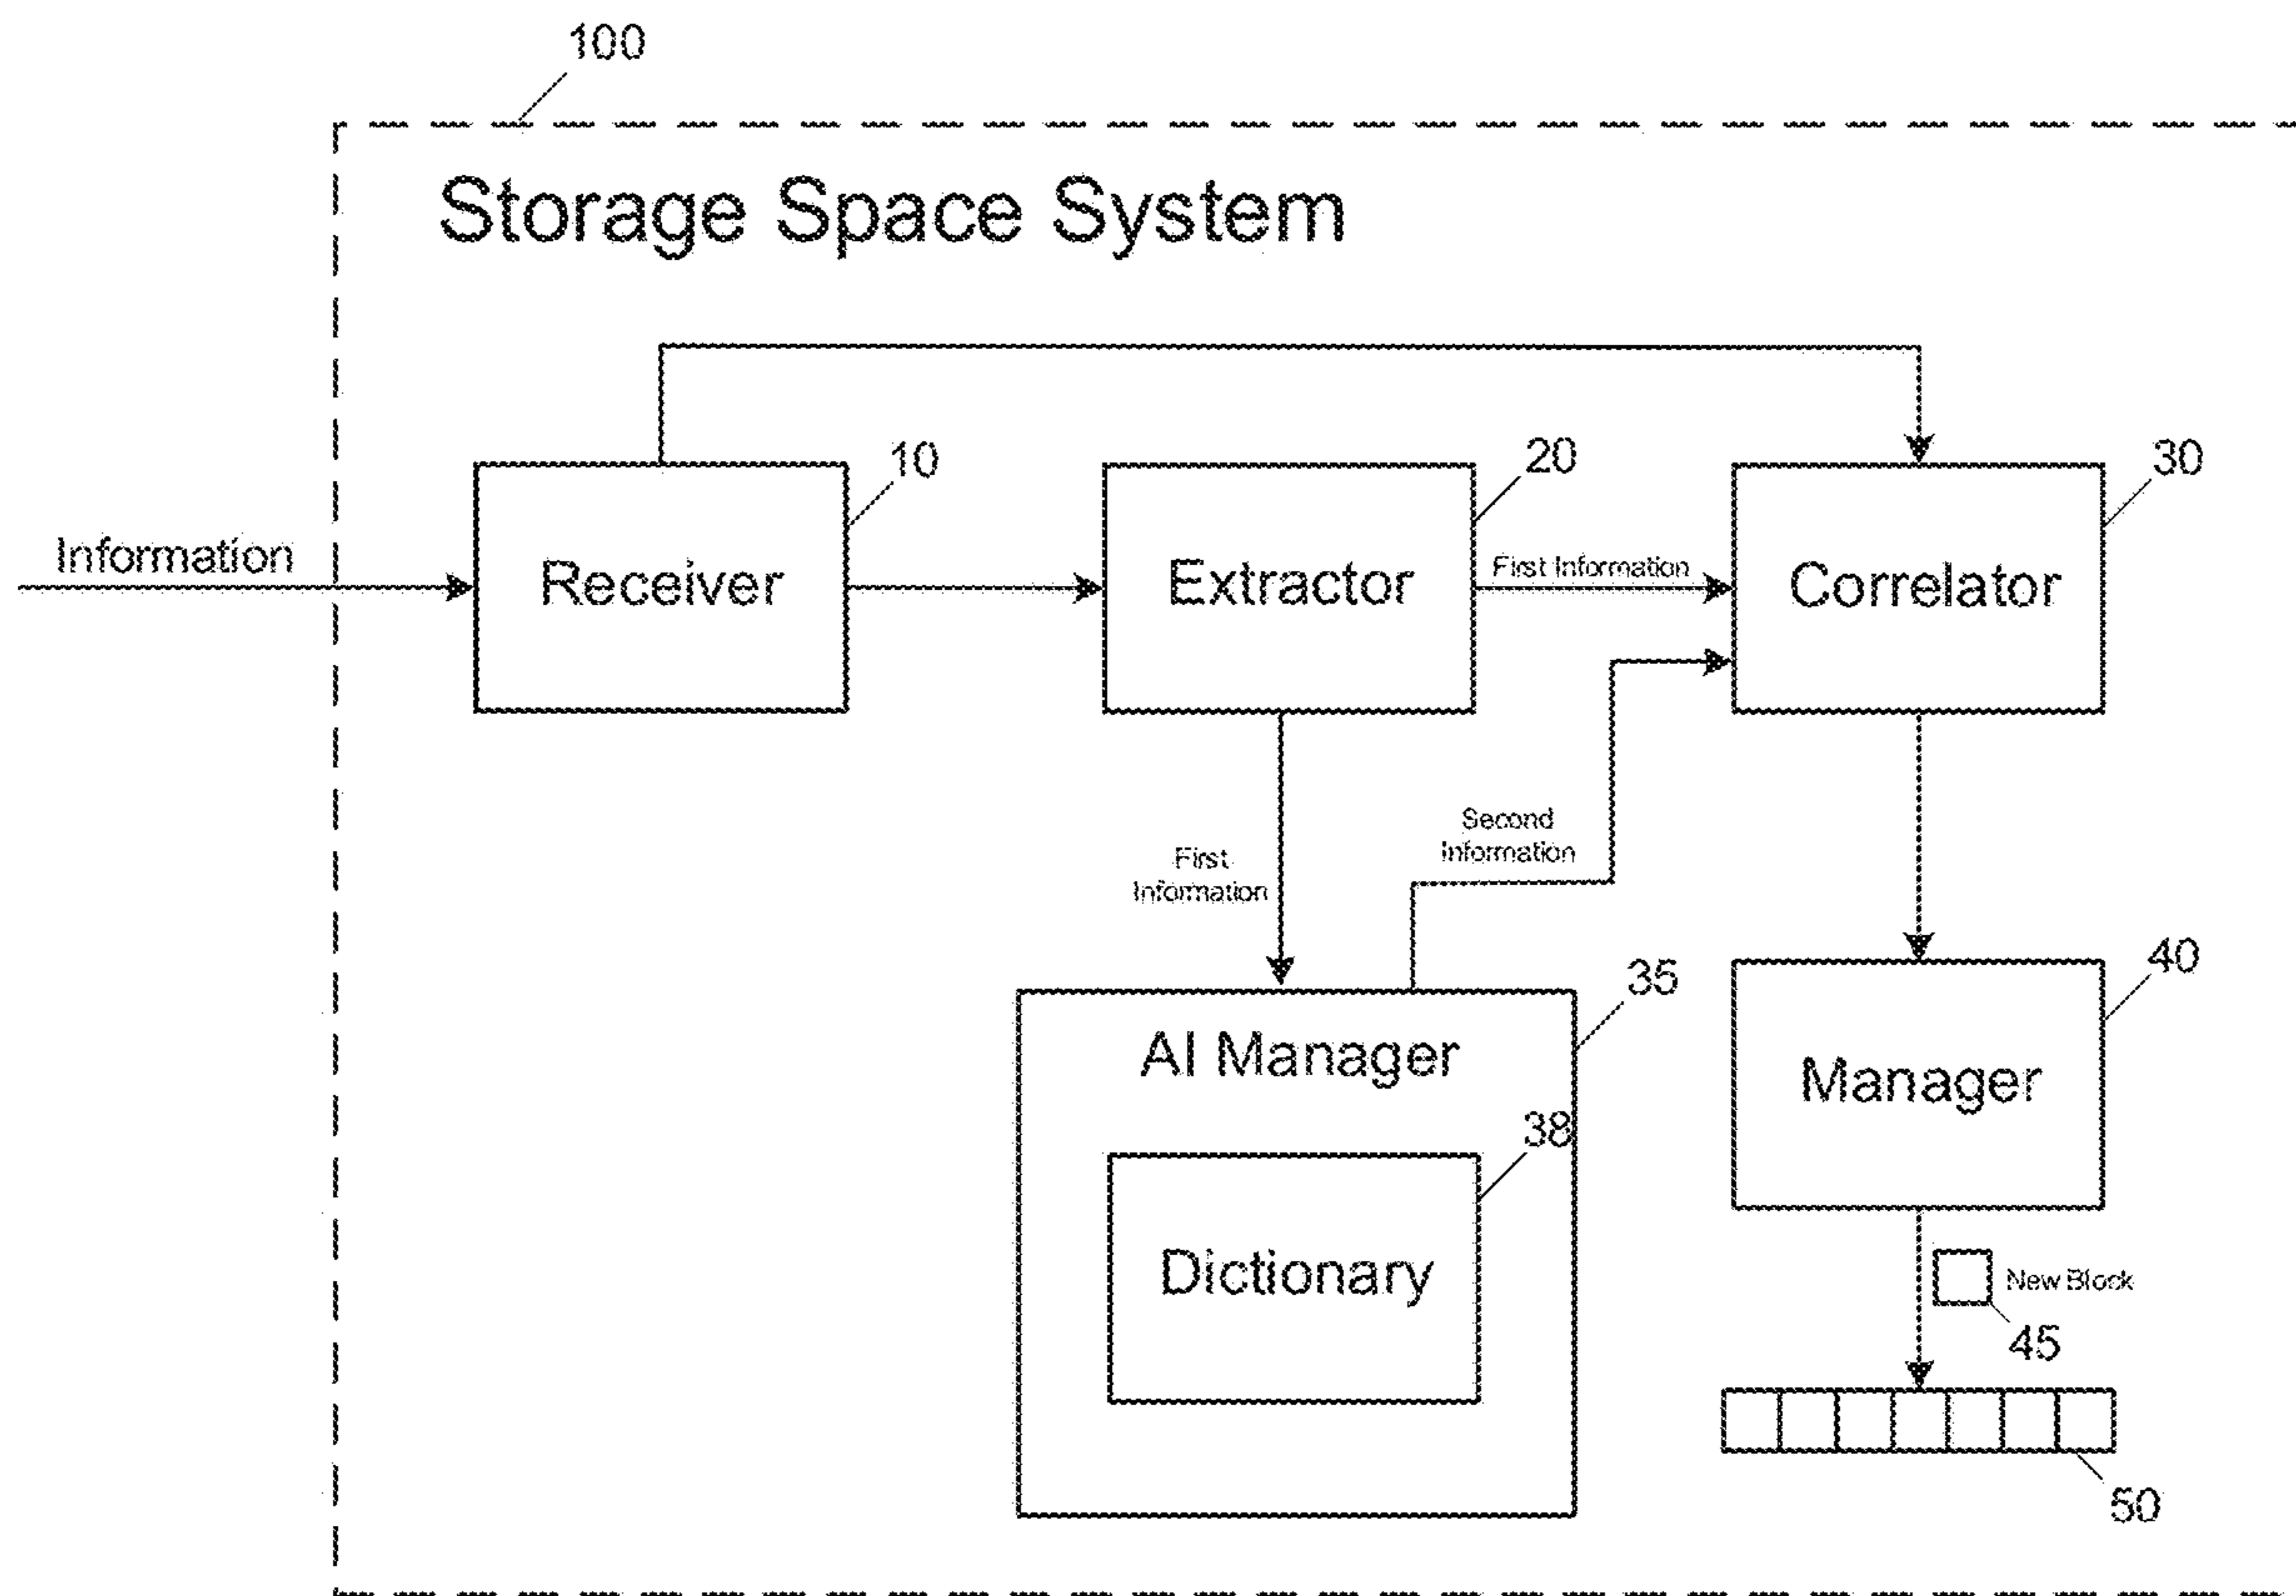 100
Storage Space System
10
20
30
Information
Receiver
Extractor
First Information
Correlator
Second
Information
First
Information
35
40
AI Manager
Manager
38
Dictionary
New Block
45
50